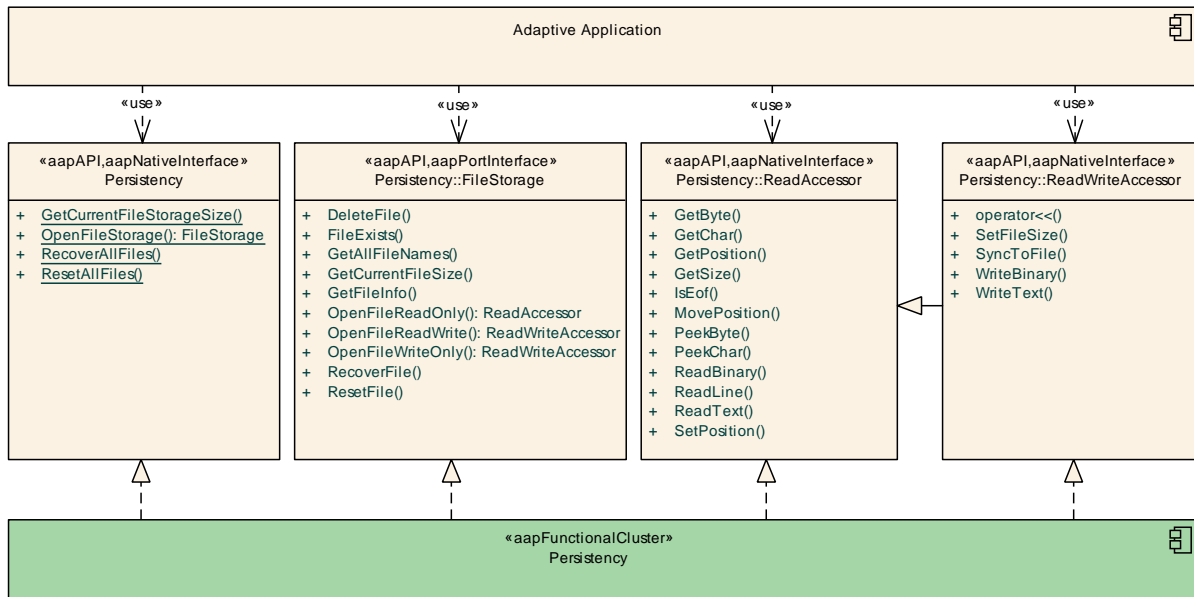 Adaptive Application
«use»
«use»
«use»
«use»
«aapAPI,aapNativeInterface»
Persistency
+ GetCurrentFileStorageSize()
+ OpenFileStorage(): FileStorage
+ RecoverAllFiles()
+ ResetAllFiles()
«aapAPI,aapPortInterface»
Persistency::FileStorage
+ DeleteFile()
+ FileExists()
+ GetAllFileNames()
+ GetCurrentFileSize()
+ GetFileInfo()
+ OpenFileReadOnly(): ReadAccessor
+ OpenFileReadWrite(): ReadWriteAccessor
+ OpenFileWriteOnly(): ReadWriteAccessor
+ RecoverFile()
+ ResetFile()
«aapAPI,aapNativeInterface»
Persistency::ReadAccessor
+ GetByte()
+ GetChar()
+ GetPosition()
+ GetSize()
+ IsEof()
+ MovePosition()
+ PeekByte()
+ PeekChar()
+ ReadBinary()
+ ReadLine()
+ ReadText()
+ SetPosition()
«aapAPI,aapNativeInterface»
Persistency::ReadWriteAccessor
+ operator<<()
+ SetFileSize()
+ SyncToFile()
+ WriteBinary()
+ WriteText()
«aapFunctionalCluster»
Persistency